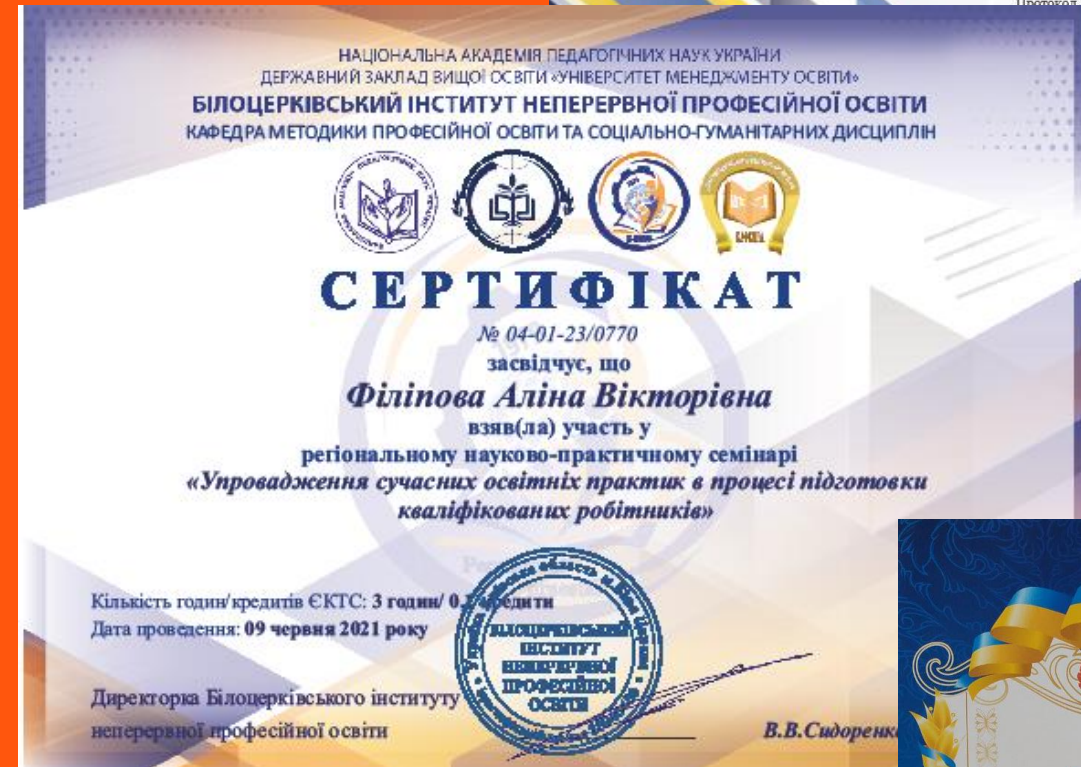 Протокол
НАЦІОНАЛЬНА АКАДЕМІЯ ПЕДАГОГІЧНИХ НАУК УКРАЇНИ
ДЕРЖАВНИЙ ЗАКЛАД ВИЩОЇ ОСВІТИ «УНІВЕРСИТЕТ МЕНЕДЖМЕНТУ ОСВІТИ»
БІЛОЦЕРКІВСЬКИЙ ІНСТИТУТ НЕПЕРЕРВНОЇ ПРОФЕСІЙНОЇ ОСВІТИ
КАФЕДРА МЕТОДИКИ ПРОФЕСІЙНОЇ ОСВІТИ ТА СОЦІАЛЬНО-ГУМАНІТАРНИХ ДИСЦИПЛІН
СЕРТИФІКАТ
№ 04-01-23/0770
засвідчує, що
Філіпова Аліна Вікторівна
взяв(ла) участь у
регіональному науково-практичному семінарі
«Упровадження сучасних освітніх практик в процесі підготовки
кваліфікованих робітників»
Кількість годин/кредитів ЄКТС: 3 години/
Дата проведення: 09 червня 2021 року
БІЛОЦЕРКІВСЬКИЙ
ІНСТИТУТ
НЕПЕРЕРВНОЇ
ПРОФЕСІЙНОЇ
ОСВІТИ
Директорка Білоцерківського інституту
неперервної професійної освіти
В.В.Сидоренк